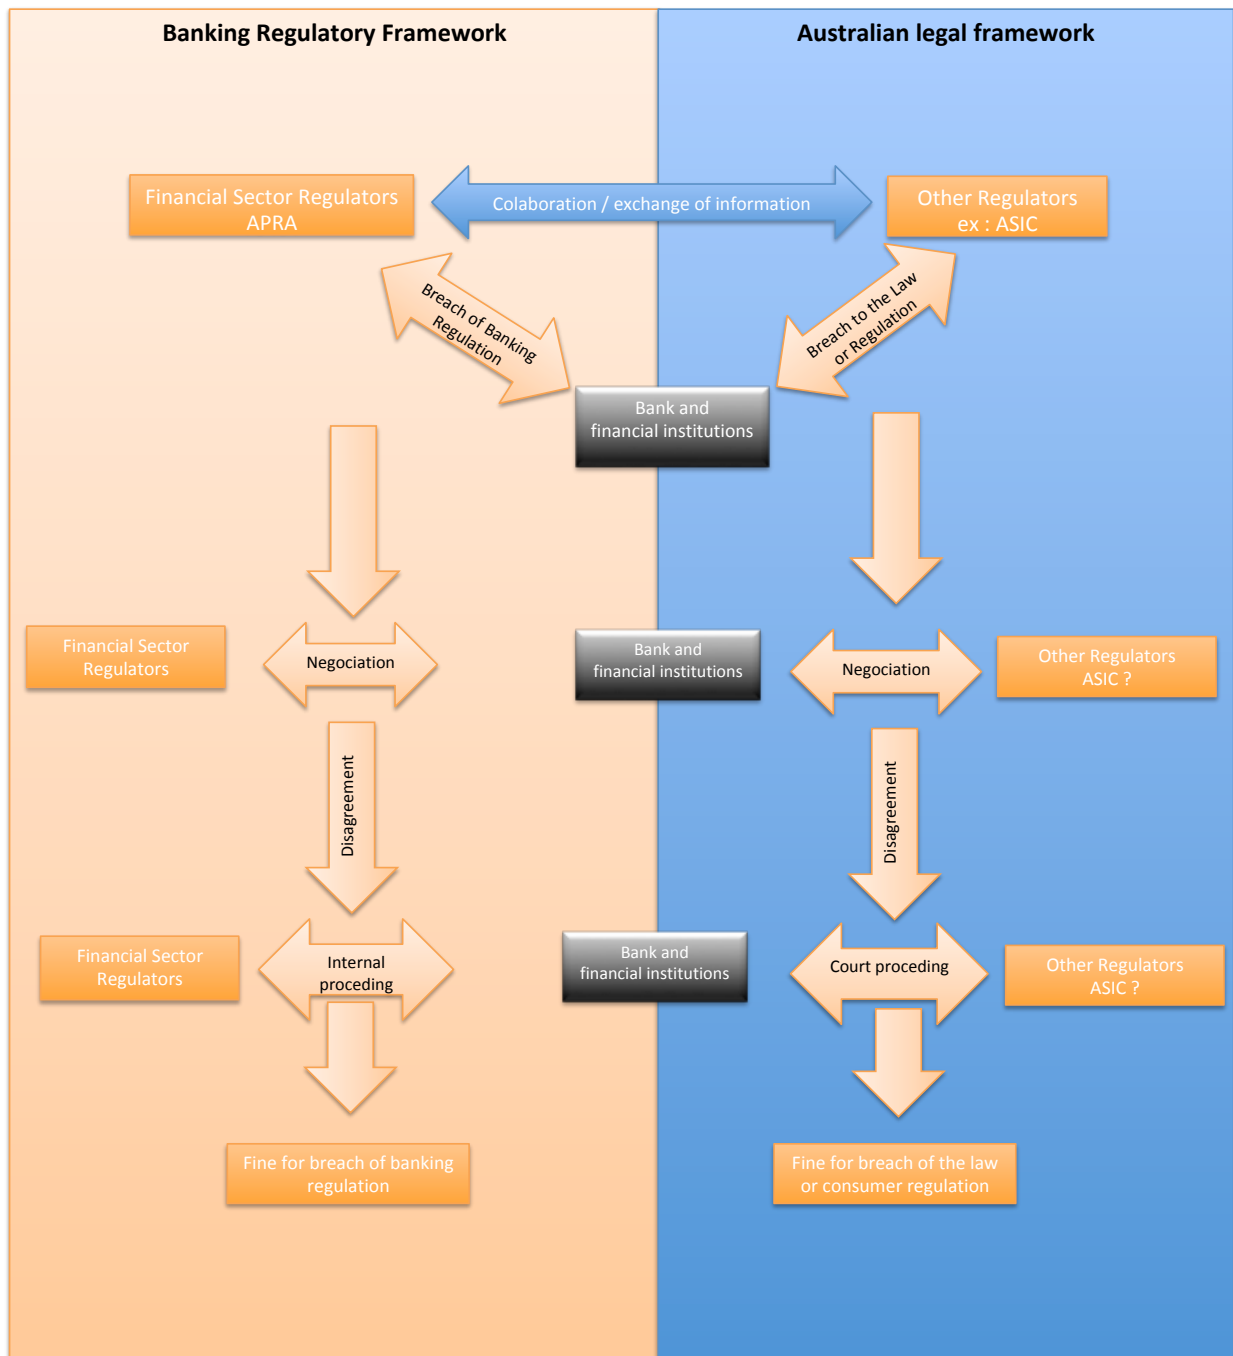 Banking Regulatory Framework
Australian legal framework
Financial Sector Regulators
APRA
Colaboration / exchange of information
Other Regulators
ex : ASIC
Breach of Banking
Regulation
Breach to the Law
or Regulation
Bank and
financial institutions
Financial Sector
Regulators
Negociation
Bank and
financial institutions
Negociation
Other Regulators
ASIC ?
Disagreement
Disagreement
Financial Sector
Regulators
Internal
proceding
Bank and
financial institutions
Court proceding
Other Regulators
ASIC ?
Fine for breach of banking
regulation
Fine for breach of the law
or consumer regulation